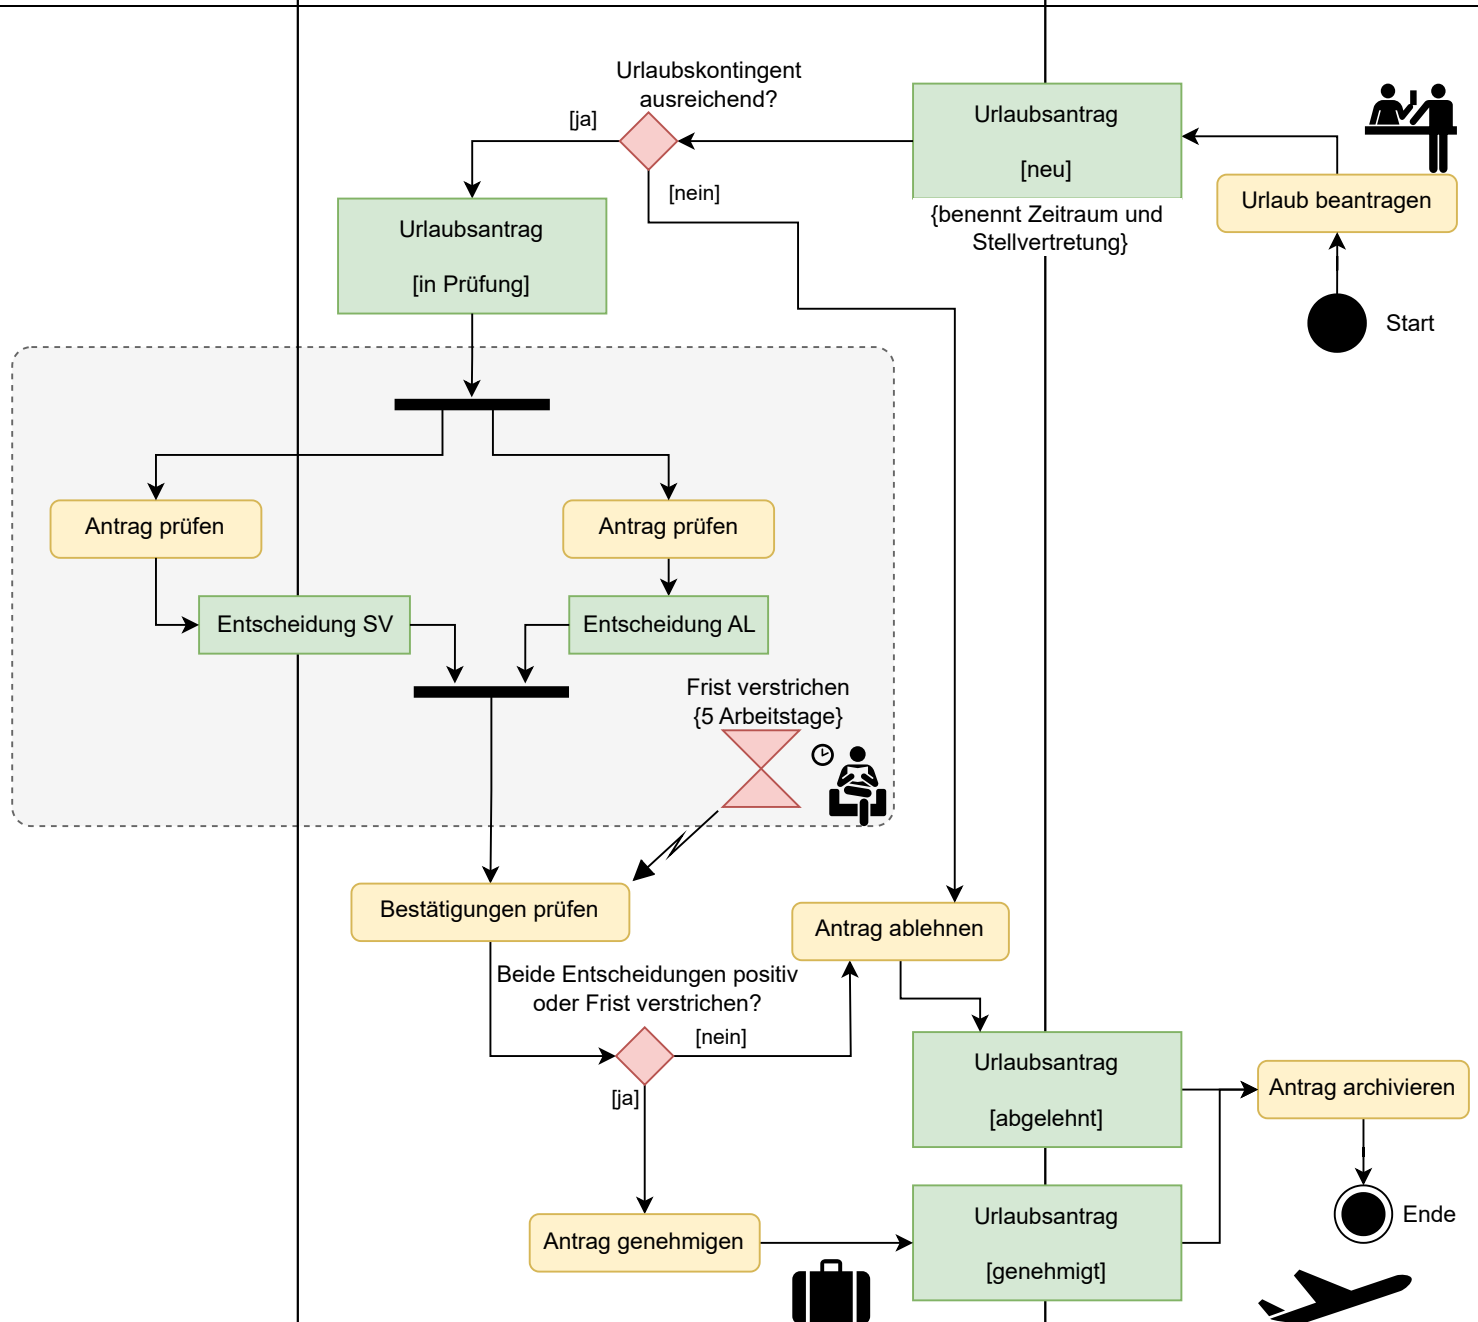 Urlaubskontingent
ausreichend?
[ja]
[nein]
Urlaubsantrag
[neu]
{benennt Zeitraum und
Stellvertretung}
Urlaub beantragen
Start
Urlaubsantrag
[in Prüfung]
Antrag prüfen
Antrag prüfen
Entscheidung SV
Entscheidung AL
Frist verstrichen
{5 Arbeitstage}
Bestätigungen prüfen
Antrag ablehnen
Beide Entscheidungen positiv
oder Frist verstrichen?
[nein]
[ja]
Urlaubsantrag
[abgelehnt]
Antrag archivieren
Antrag genehmigen
Urlaubsantrag
[genehmigt]
Ende